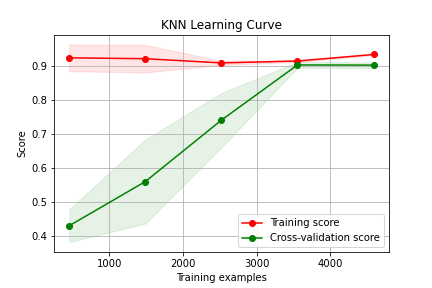 KNN Learning Curve
Score
0.9
0.8
0.7
0.6
0.5
0.4
Training score
Cross-validation score
1000 2000 3000 4000
Training examples